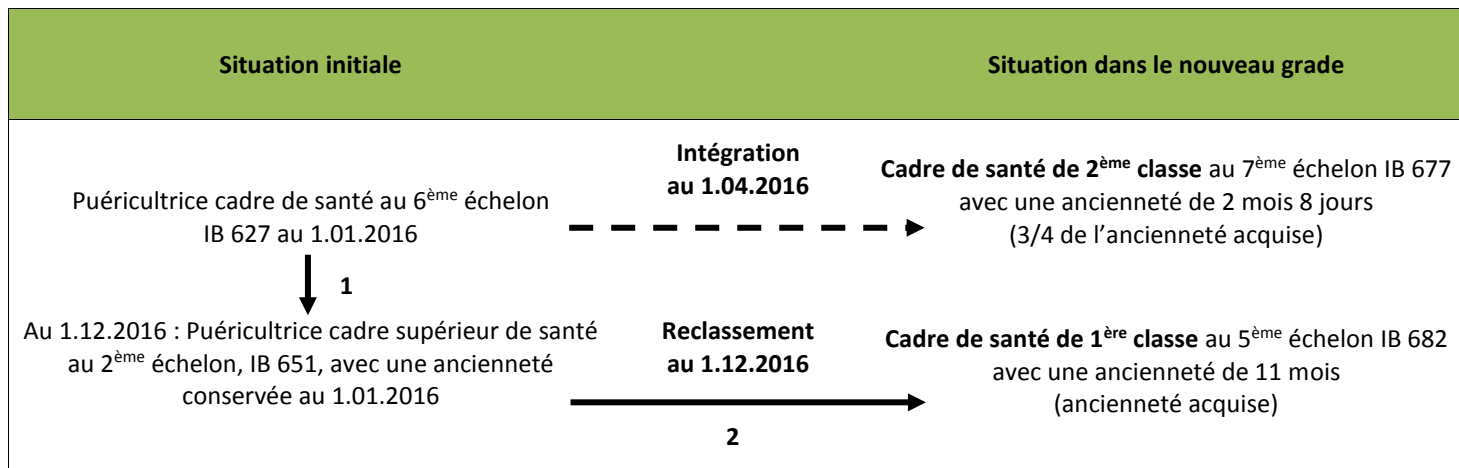 Situation initiale
Situation dans le nouveau grade
Puéricultrice cadre de santé au 6ème échelon
IB 627 au 1.01.2016
Intégration
au 1.04.2016
Cadre de santé de 2ème classe au 7ème échelon IB 677
avec une ancienneté de 2 mois 8 jours
(3/4 de l’ancienneté acquise)
1
Au 1.12.2016 : Puéricultrice cadre supérieur de santé
au 2ème échelon, IB 651, avec une ancienneté
conservée au 1.01.2016
Reclassement
au 1.12.2016
2
Cadre de santé de 1ère classe au 5ème échelon IB 682
avec une ancienneté de 11 mois
(ancienneté acquise)